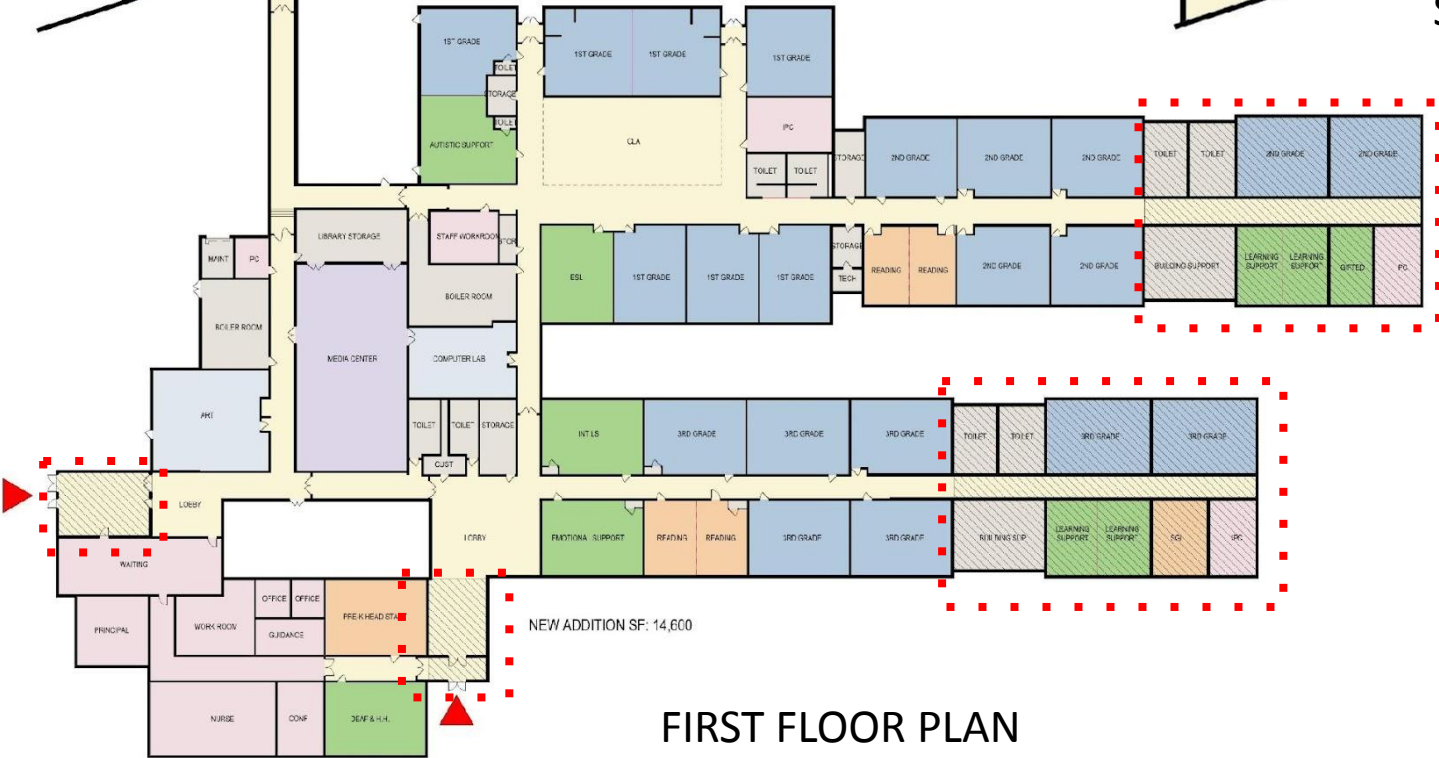 S
1ST GRADE
1ST GRADE
1ST GRADE
1ST GRADE
TOILET
STORAGE
TOILET
AUTISTIC SUPPORT
CLA
IPC
TOILET
TOILET
STORAGE
2ND GRADE
2ND GRADE
2ND GRADE
TOILET
TOILET
2ND GRADE
2ND GRADE
LIBRARY STORAGE
STAFF WORKROOM
STOR
MAINT
PC
BOILER ROOM
BOILER ROOM
ESL
1ST GRADE
1ST GRADE
1ST GRADE
STORAGE
TECH
READING
READING
2ND GRADE
2ND GRADE
BUILDING SUPPORT
LEARNING
SUPPORT
LEARNING
SUPPORT
GIFTED
PC
MEDIA CENTER
COMPUTER LAB
ART
TOILET
TOILET
STORAGE
CUST
INT LS
3RD GRADE
3RD GRADE
3RD GRADE
TOILET
TOILET
3RD GRADE
3RD GRADE
LOBBY
LOBBY
EMOTIONAL SUPPORT
READING
READING
3RD GRADE
3RD GRADE
BUILDING SUP
LEARNING
SUPPORT
LEARNING
SUPPORT
SGI
IPC
WAITING
PRINCIPAL
WORK ROOM
OFFICE
OFFICE
GUIDANCE
PRE-K HEAD STA
NEW ADDITION SF: 14,600
NURSE
CONF
DEAF & H.H.
FIRST FLOOR PLAN